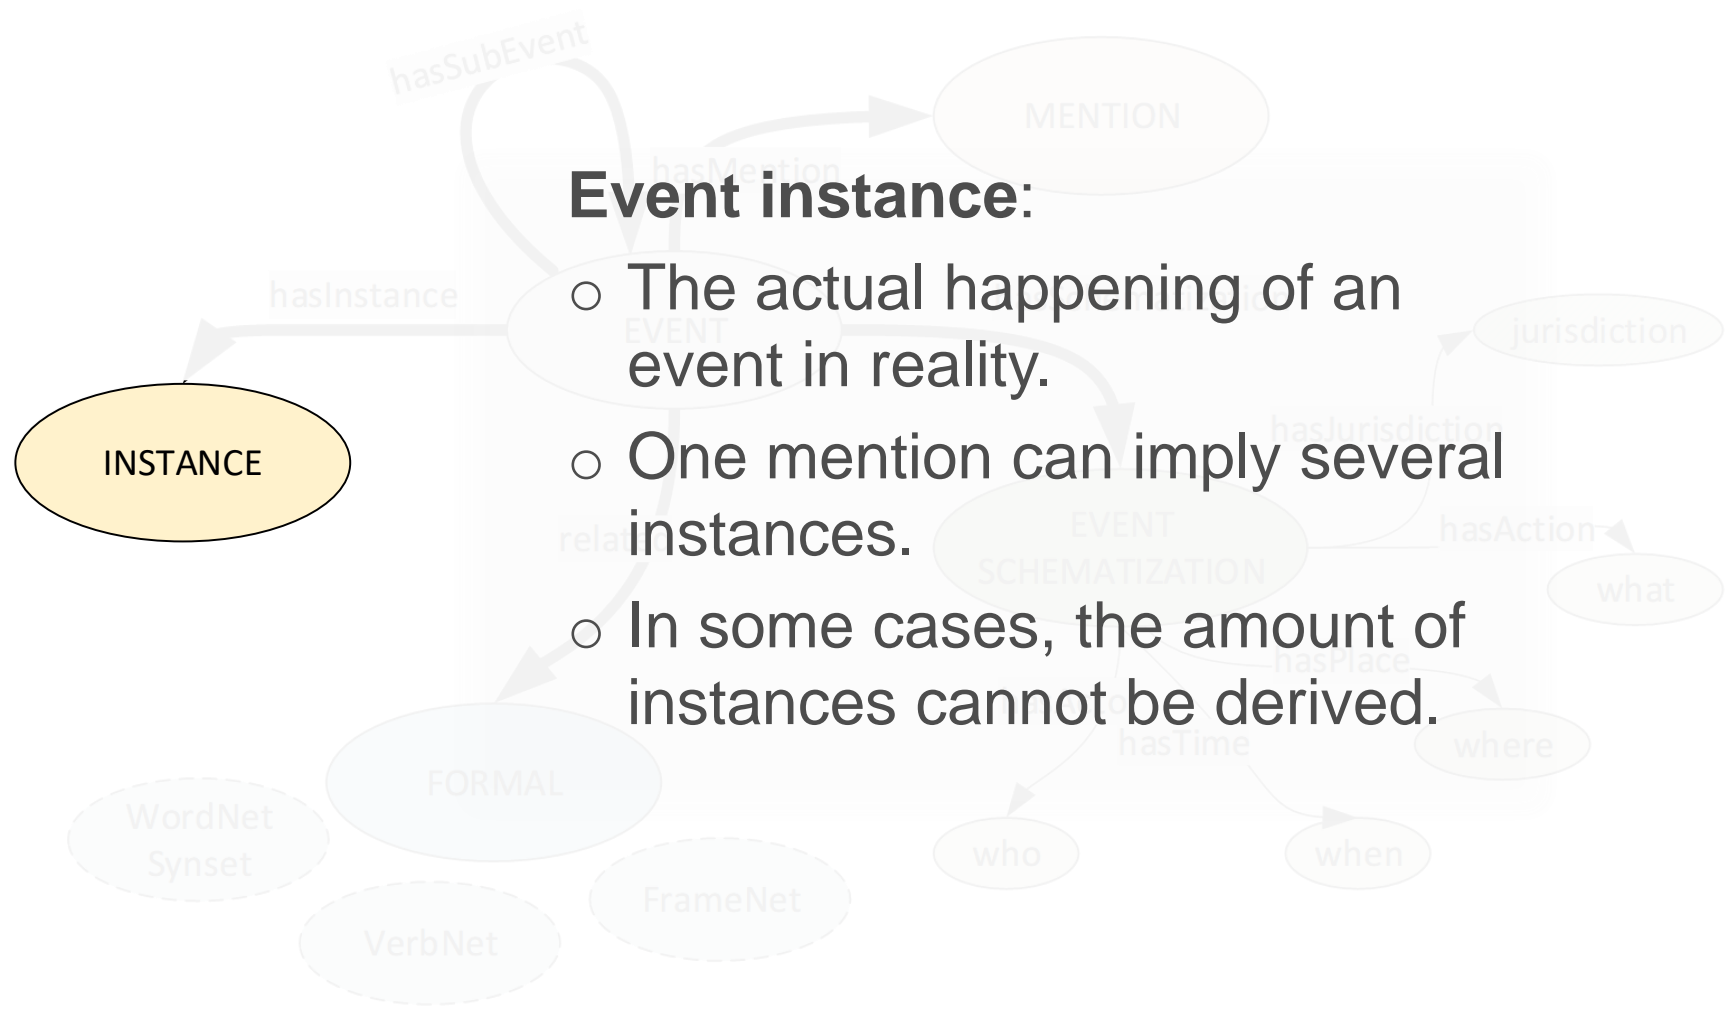 hasSubEvent
MENTION
hasMention
Event instance:
hasInstance
EVENT
○ The actual happening of an
event in reality.
jurisdiction
hasJurisdiction
INSTANCE
○ One mention can imply several
instances.
EVENT
SCHEMATIZATION
hasAction
what
○ In some cases, the amount of
instances cannot be derived.
hasPlace
hasTime
where
FORMAL
WordNet
Synset
VerbNet
FrameNet
who
when